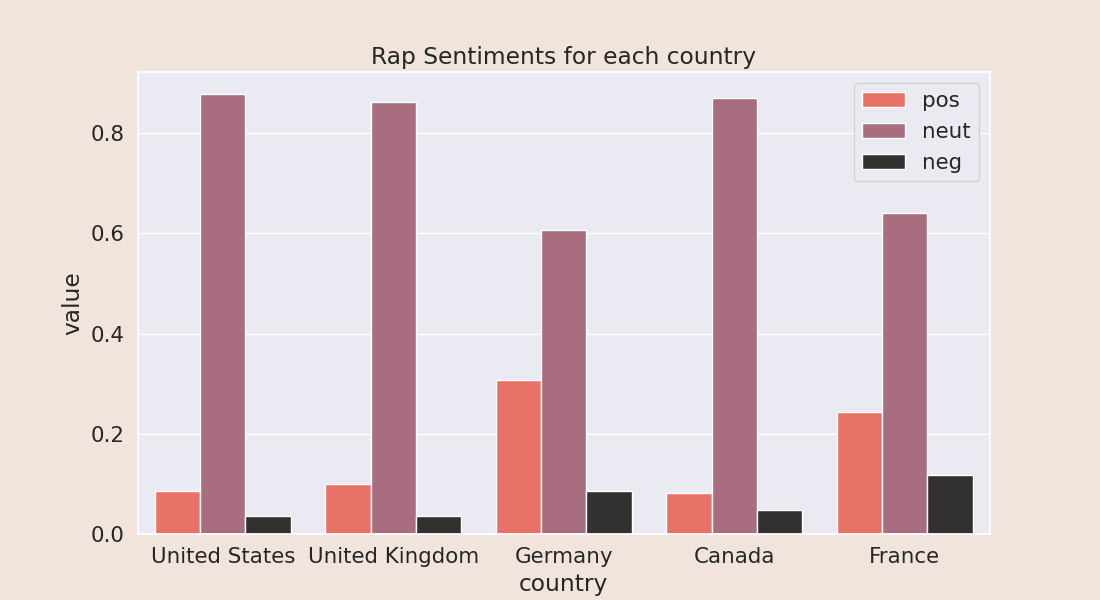 Rap Sentiments for each country
pos
neut
neg
0.8
0.6
0.4
0.2
0.0
value
United States United Kingdom Germany Canada France
country